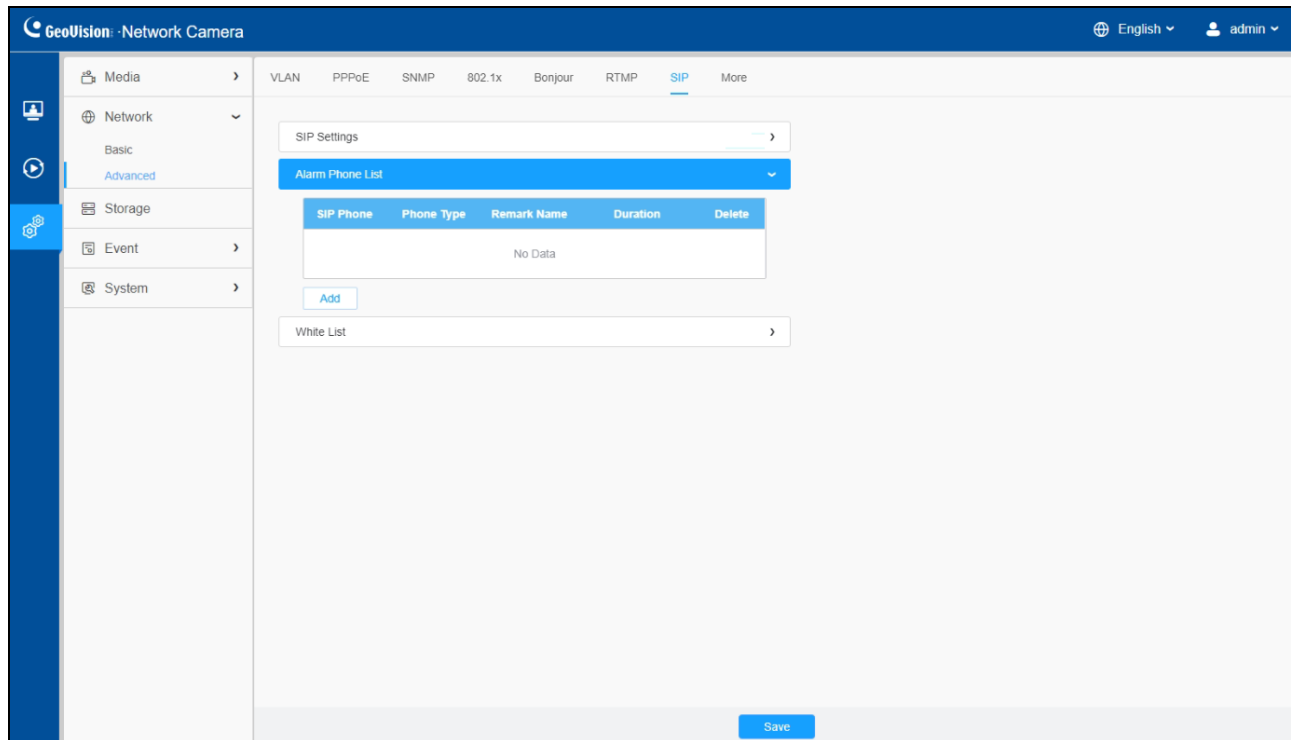 GeoVision · Network Camera English admin
Media
Network
Basic
Advanced
Storage
Event
System
VLAN PPPoE SNMP 802.1x Bonjour RTMP SIP More
SIP Settings
Alarm Phone List
SIP Phone Phone Type Remark Name Duration Delete
No Data
Add
White List
Save